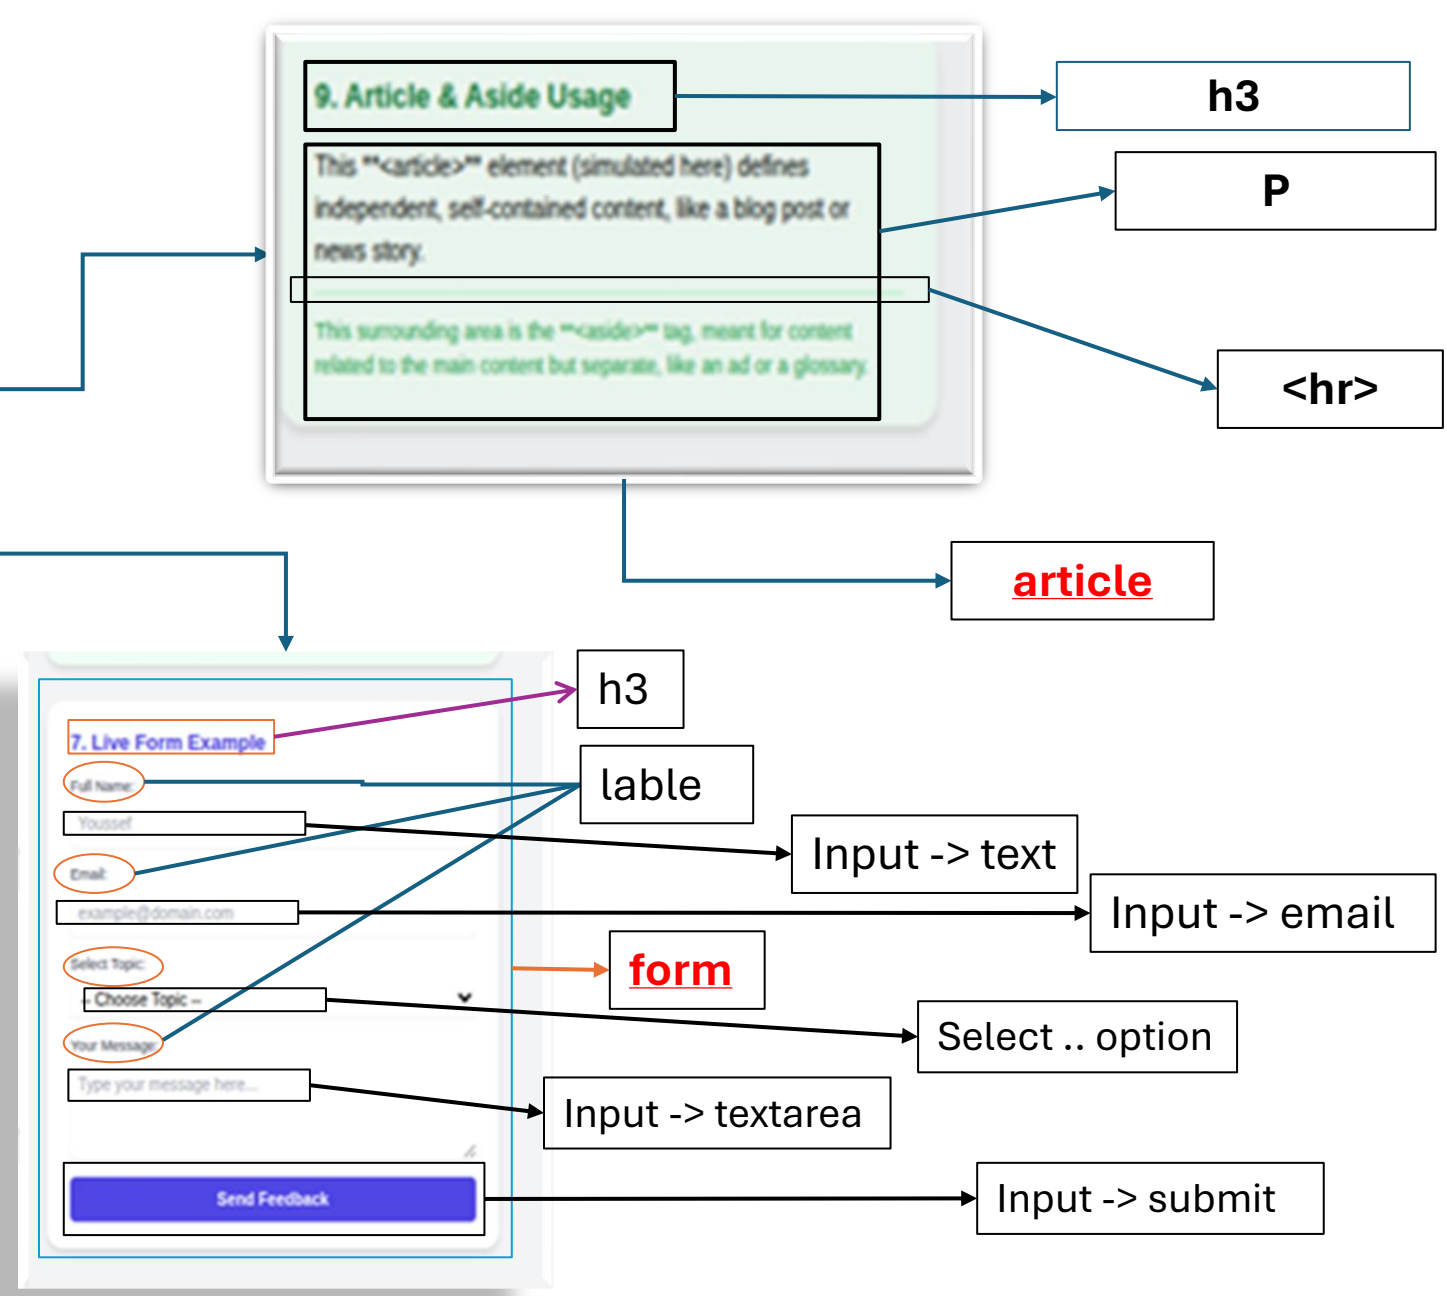 9. Article & Aside Usage
h3
This **<article>** element (simulated here) defines
independent, self-contained content, like a blog post or
news story.
P
This surrounding area is the **<aside>** tag, meant for content
related to the main content but separate, like an ad or a glossary.
<hr>
article
h3
7. Live Form Example
Full Name:
lable
Youssef
Input -> text
Email:
example@domain.com
Input -> email
Select Topic:
form
-- Choose Topic --
Select .. option
Your Message:
Type your message here...
Input -> textarea
Send Feedback
Input -> submit